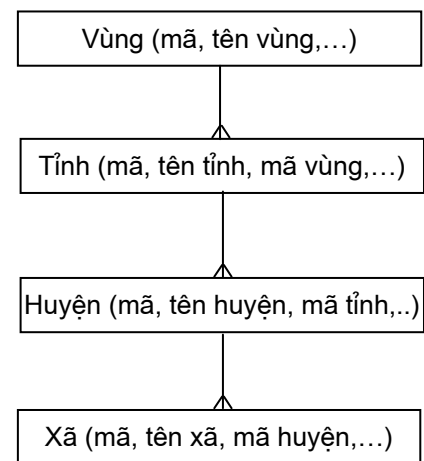 Vùng (mã, tên vùng,…)
Tỉnh (mã, tên tỉnh, mã vùng,…)
Huyện (mã, tên huyện, mã tỉnh,..)
Xã (mã, tên xã, mã huyện,…)